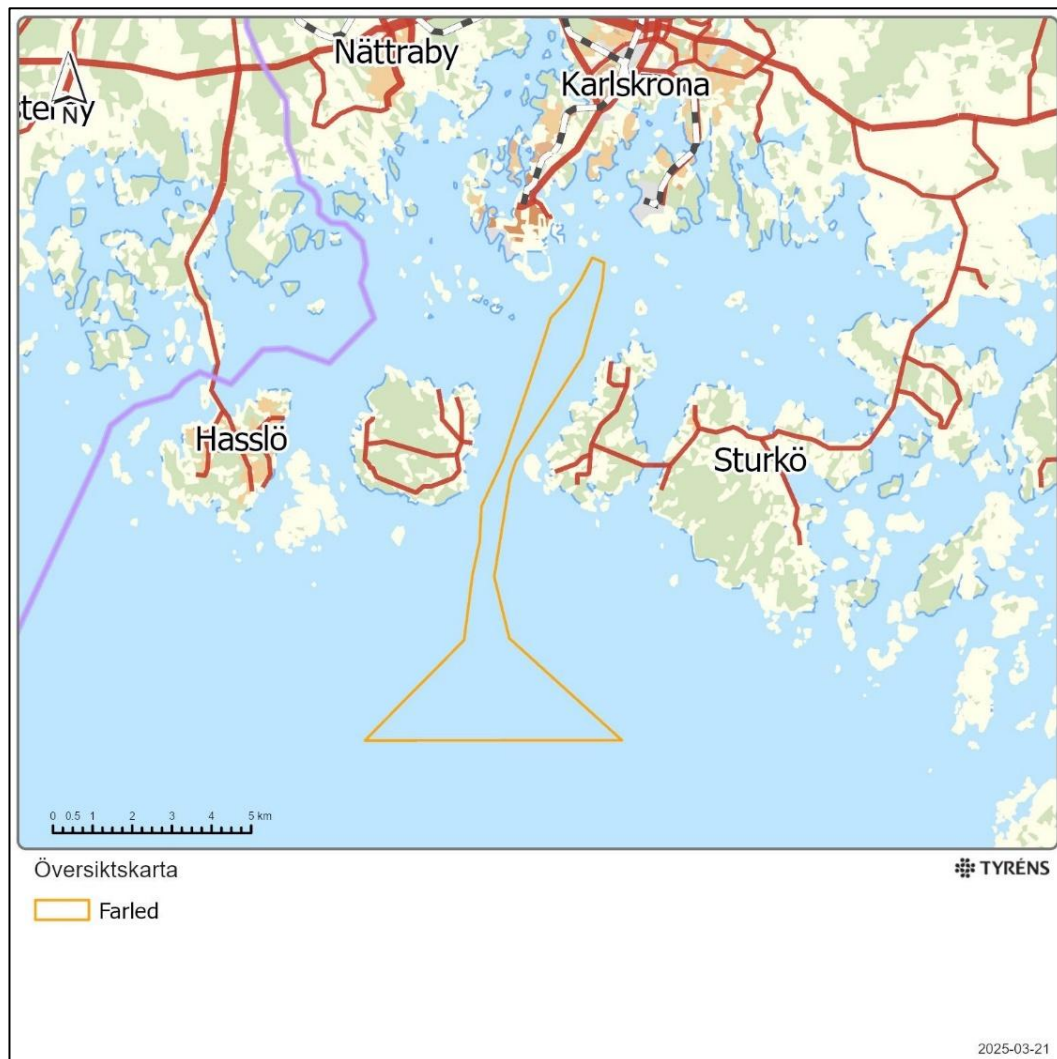 Nättraby
Karlskrona
N
Hasslö
Sturkö
0 0.5 1 2 3 4 5 km
Översiktskarta
TYRÉNS
Farled
2025-03-21